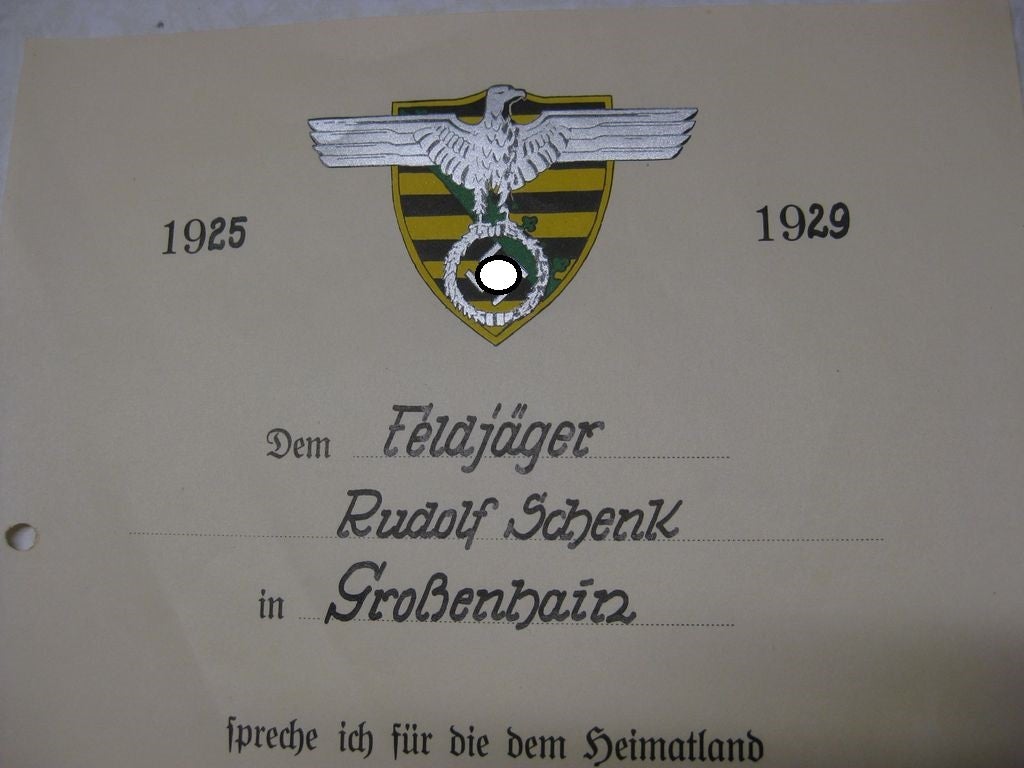 1925 1929
Dem Feldjäger
Rudolf Schenk
in Großenhain
spreche ich für die dem Heimatland